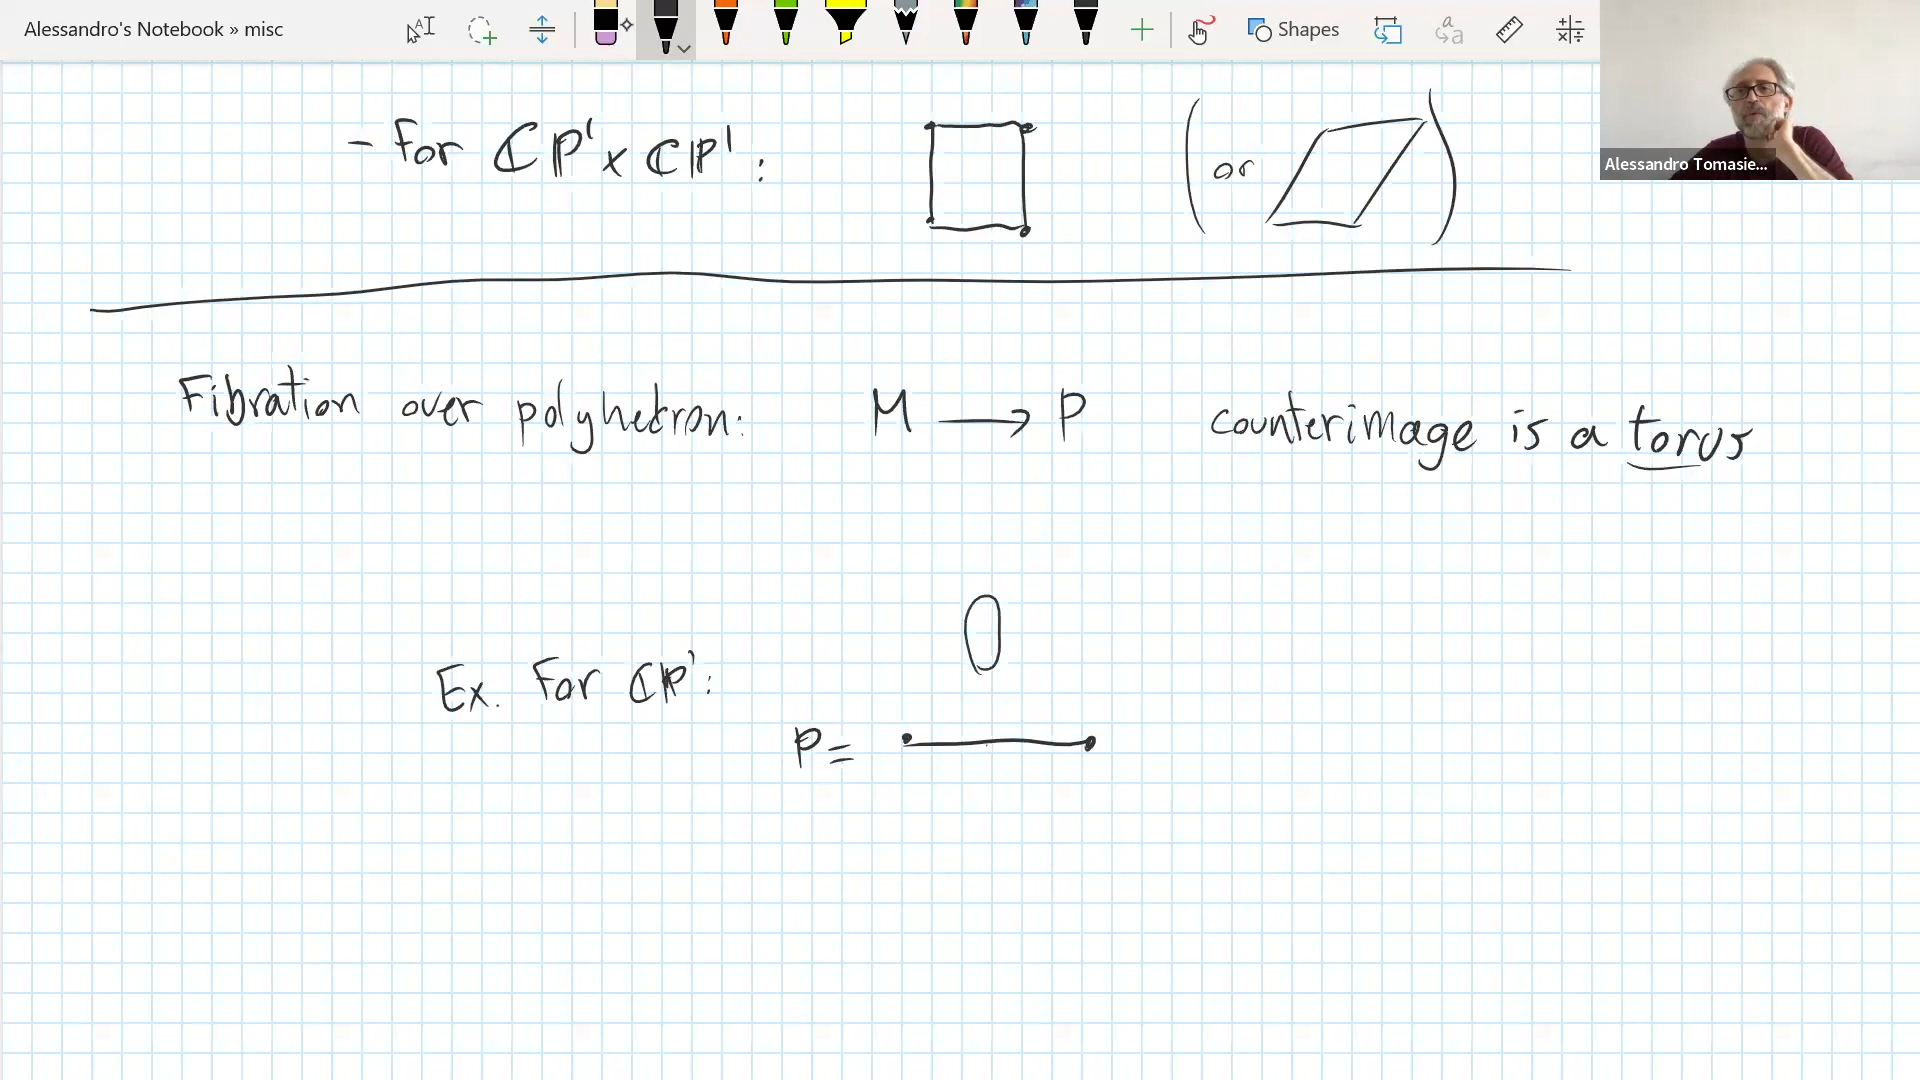 Alessandro's Notebook » misc
Shapes
Alessandro Tomasie...
- for ℂP¹ x ℂP¹ :
( or )
Fibration over polyhedron: M → P counterimage is a torus
Ex. For ℂP¹:
P =